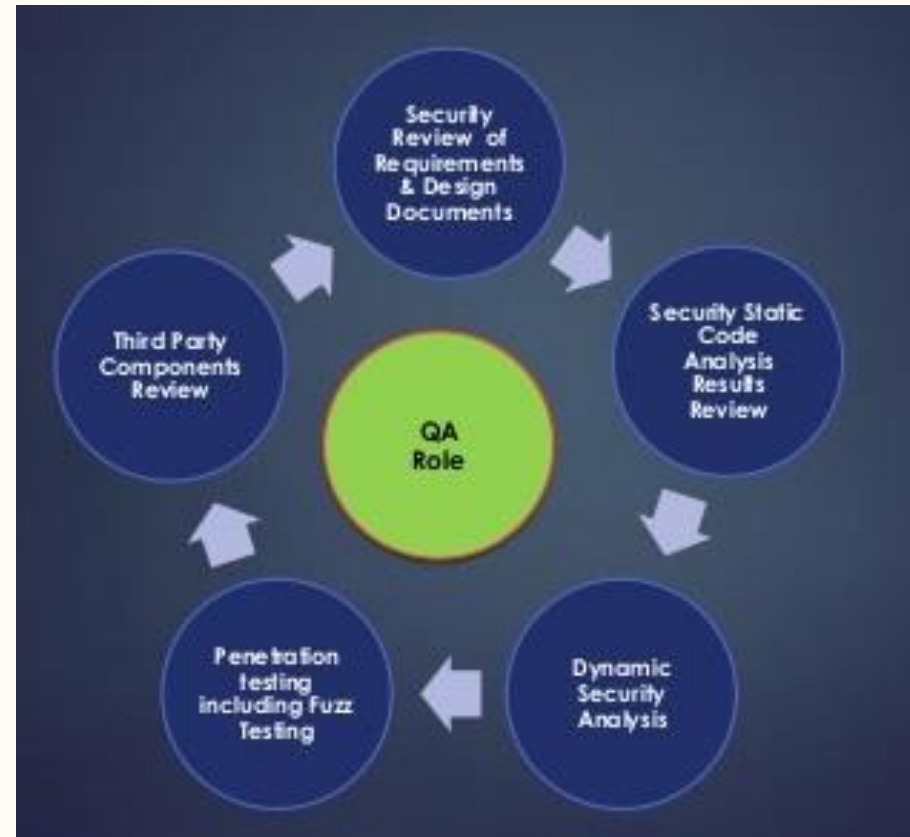 Security
Review of
Requirements
& Design
Documents
Security Static
Code
Analysis
Results
Review
Dynamic
Security
Analysis
Penetration
testing
including Fuzz
Testing
Third Party
Components
Review
QA
Role